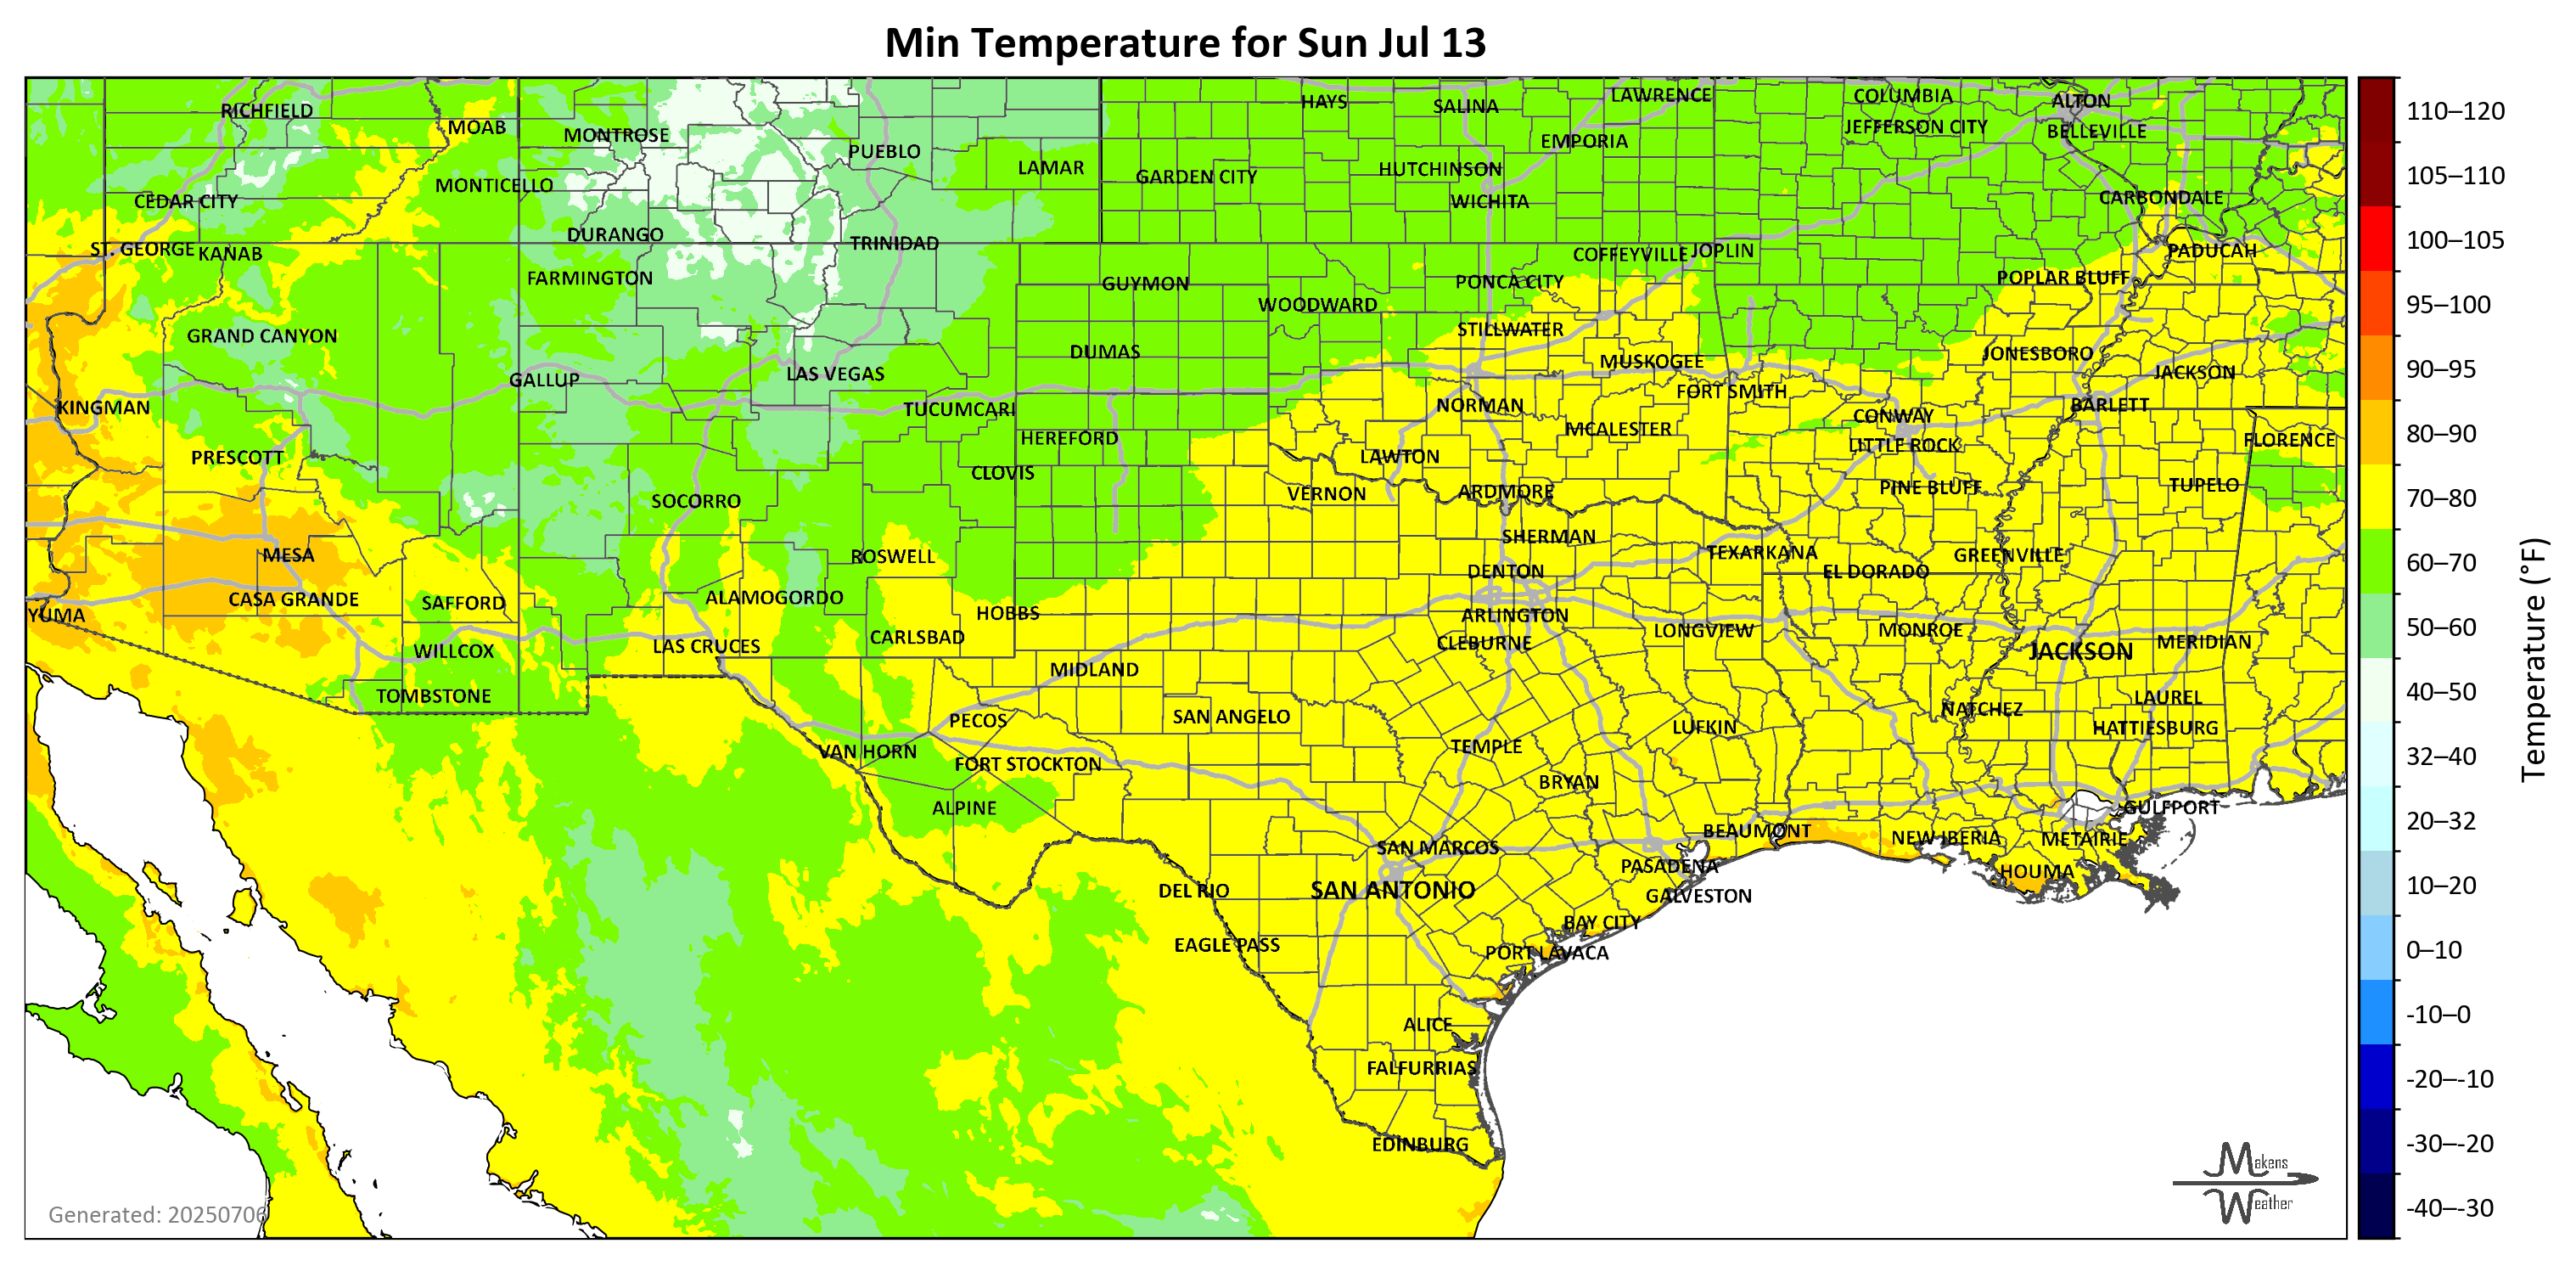 Min Temperature for Sun Jul 13
RICHFIELD
MOAB
MONTROSE
PUEBLO
LAMAR
HAYS
SALINA
LAWRENCE
COLUMBIA
ALTON
EMPORIA
JEFFERSON CITY
BELLEVILLE
MONTICELLO
GARDEN CITY
HUTCHINSON
CEDAR CITY
WICHITA
CARBONDALE
DURANGO
TRINIDAD
ST. GEORGE
KANAB
COFFEYVILLE
JOPLIN
PADUCAH
FARMINGTON
GUYMON
PONCA CITY
POPLAR BLUFF
WOODWARD
GRAND CANYON
STILLWATER
DUMAS
MUSKOGEE
JONESBORO
GALLUP
LAS VEGAS
FORT SMITH
JACKSON
KINGMAN
TUCUMCARI
NORMAN
CONWAY
BARLETT
HEREFORD
MCALESTER
LITTLE ROCK
FLORENCE
PRESCOTT
CLOVIS
LAWTON
SOCORRO
VERNON
ARDMORE
PINE BLUFF
TUPELO
MESA
ROSWELL
SHERMAN
TEXARKANA
GREENVILLE
DENTON
EL DORADO
YUMA
CASA GRANDE
SAFFORD
ALAMOGORDO
HOBBS
ARLINGTON
WILLCOX
LAS CRUCES
CARLSBAD
CLEBURNE
LONGVIEW
MONROE
JACKSON
MERIDIAN
MIDLAND
TOMBSTONE
LAUREL
PECOS
SAN ANGELO
LUFKIN
NATCHEZ
HATTIESBURG
VAN HORN
FORT STOCKTON
TEMPLE
BRYAN
ALPINE
GULFPORT
SAN MARCOS
BEAUMONT
NEW IBERIA
METAIRIE
PASADENA
HOUMA
DEL RIO
SAN ANTONIO
GALVESTON
BAY CITY
EAGLE PASS
PORT LAVACA
ALICE
FALFURRIAS
EDINBURG
Generated: 20250706
Makens
Weather
110–120
105–110
100–105
95–100
90–95
80–90
70–80
60–70
50–60
40–50
32–40
20–32
10–20
0–10
-10–0
-20–-10
-30–-20
-40–-30
Temperature (°F)